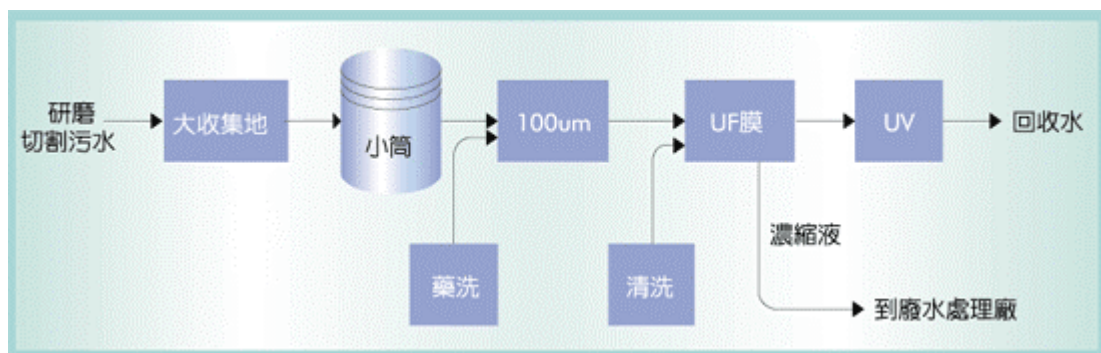 研磨
切割污水
大收集地
小筒
100um
UF膜
UV
回收水
藥洗
清洗
濃縮液
到廢水處理廠